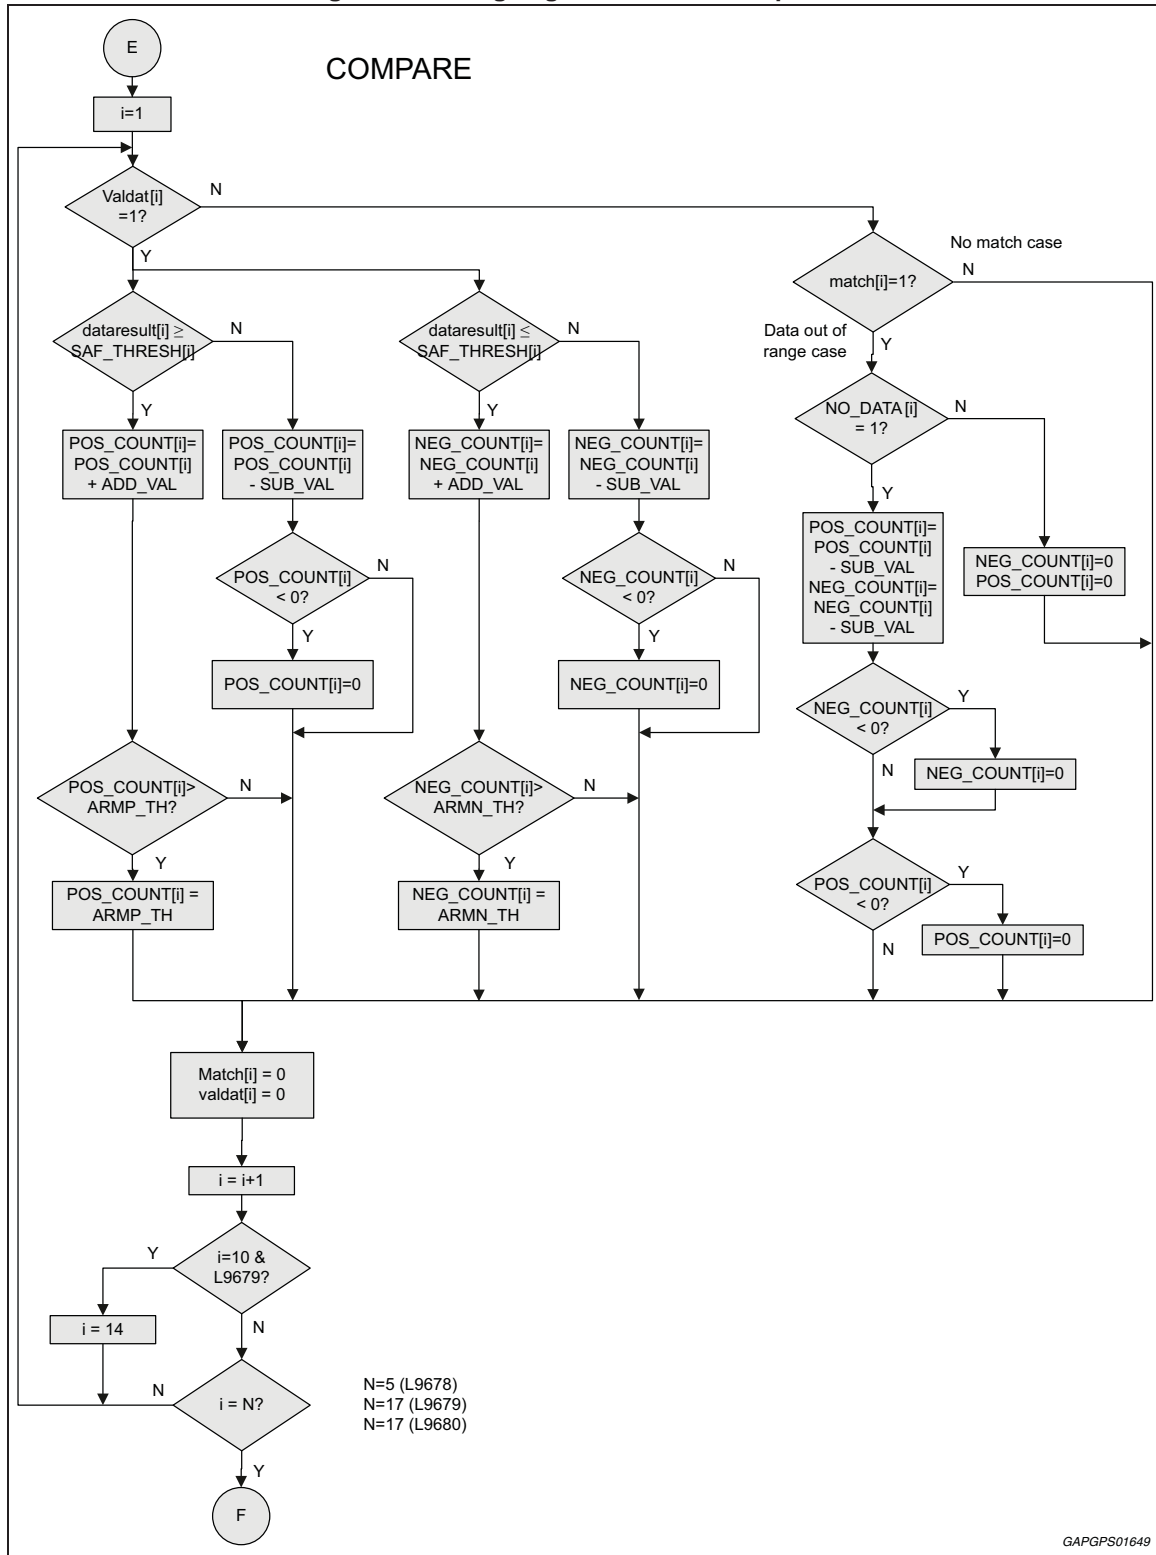 E
COMPARE
i=1
Valdat[i]
=1?
N
Y
No match case
match[i]=1?
N
dataresult[i] ≥
SAF_THRESH[i]
N
Y
dataresult[i] ≤
SAF_THRESH[i]
N
Y
Data out of
range case
Y
NO_DATA[i]
= 1?
N
Y
POS_COUNT[i]=
POS_COUNT[i]
+ ADD_VAL
POS_COUNT[i]=
POS_COUNT[i]
- SUB_VAL
NEG_COUNT[i]=
NEG_COUNT[i]
+ ADD_VAL
NEG_COUNT[i]=
NEG_COUNT[i]
- SUB_VAL
POS_COUNT[i]=
POS_COUNT[i]
- SUB_VAL
NEG_COUNT[i]=
NEG_COUNT[i]
- SUB_VAL
NEG_COUNT[i]=0
POS_COUNT[i]=0
POS_COUNT[i]
< 0?
N
Y
NEG_COUNT[i]
< 0?
N
Y
POS_COUNT[i]=0
NEG_COUNT[i]=0
NEG_COUNT[i]
< 0?
Y
N
NEG_COUNT[i]=0
POS_COUNT[i]>
ARMP_TH?
N
Y
NEG_COUNT[i]>
ARMN_TH?
N
Y
POS_COUNT[i] =
ARMP_TH
NEG_COUNT[i] =
ARMN_TH
POS_COUNT[i]
< 0?
Y
N
POS_COUNT[i]=0
Match[i] = 0
valdat[i] = 0
i = i+1
i=10 &
L9679?
Y
N
i = 14
i = N?
N
Y
N=5 (L9678)
N=17 (L9679)
N=17 (L9680)
F
GAPGPS01649